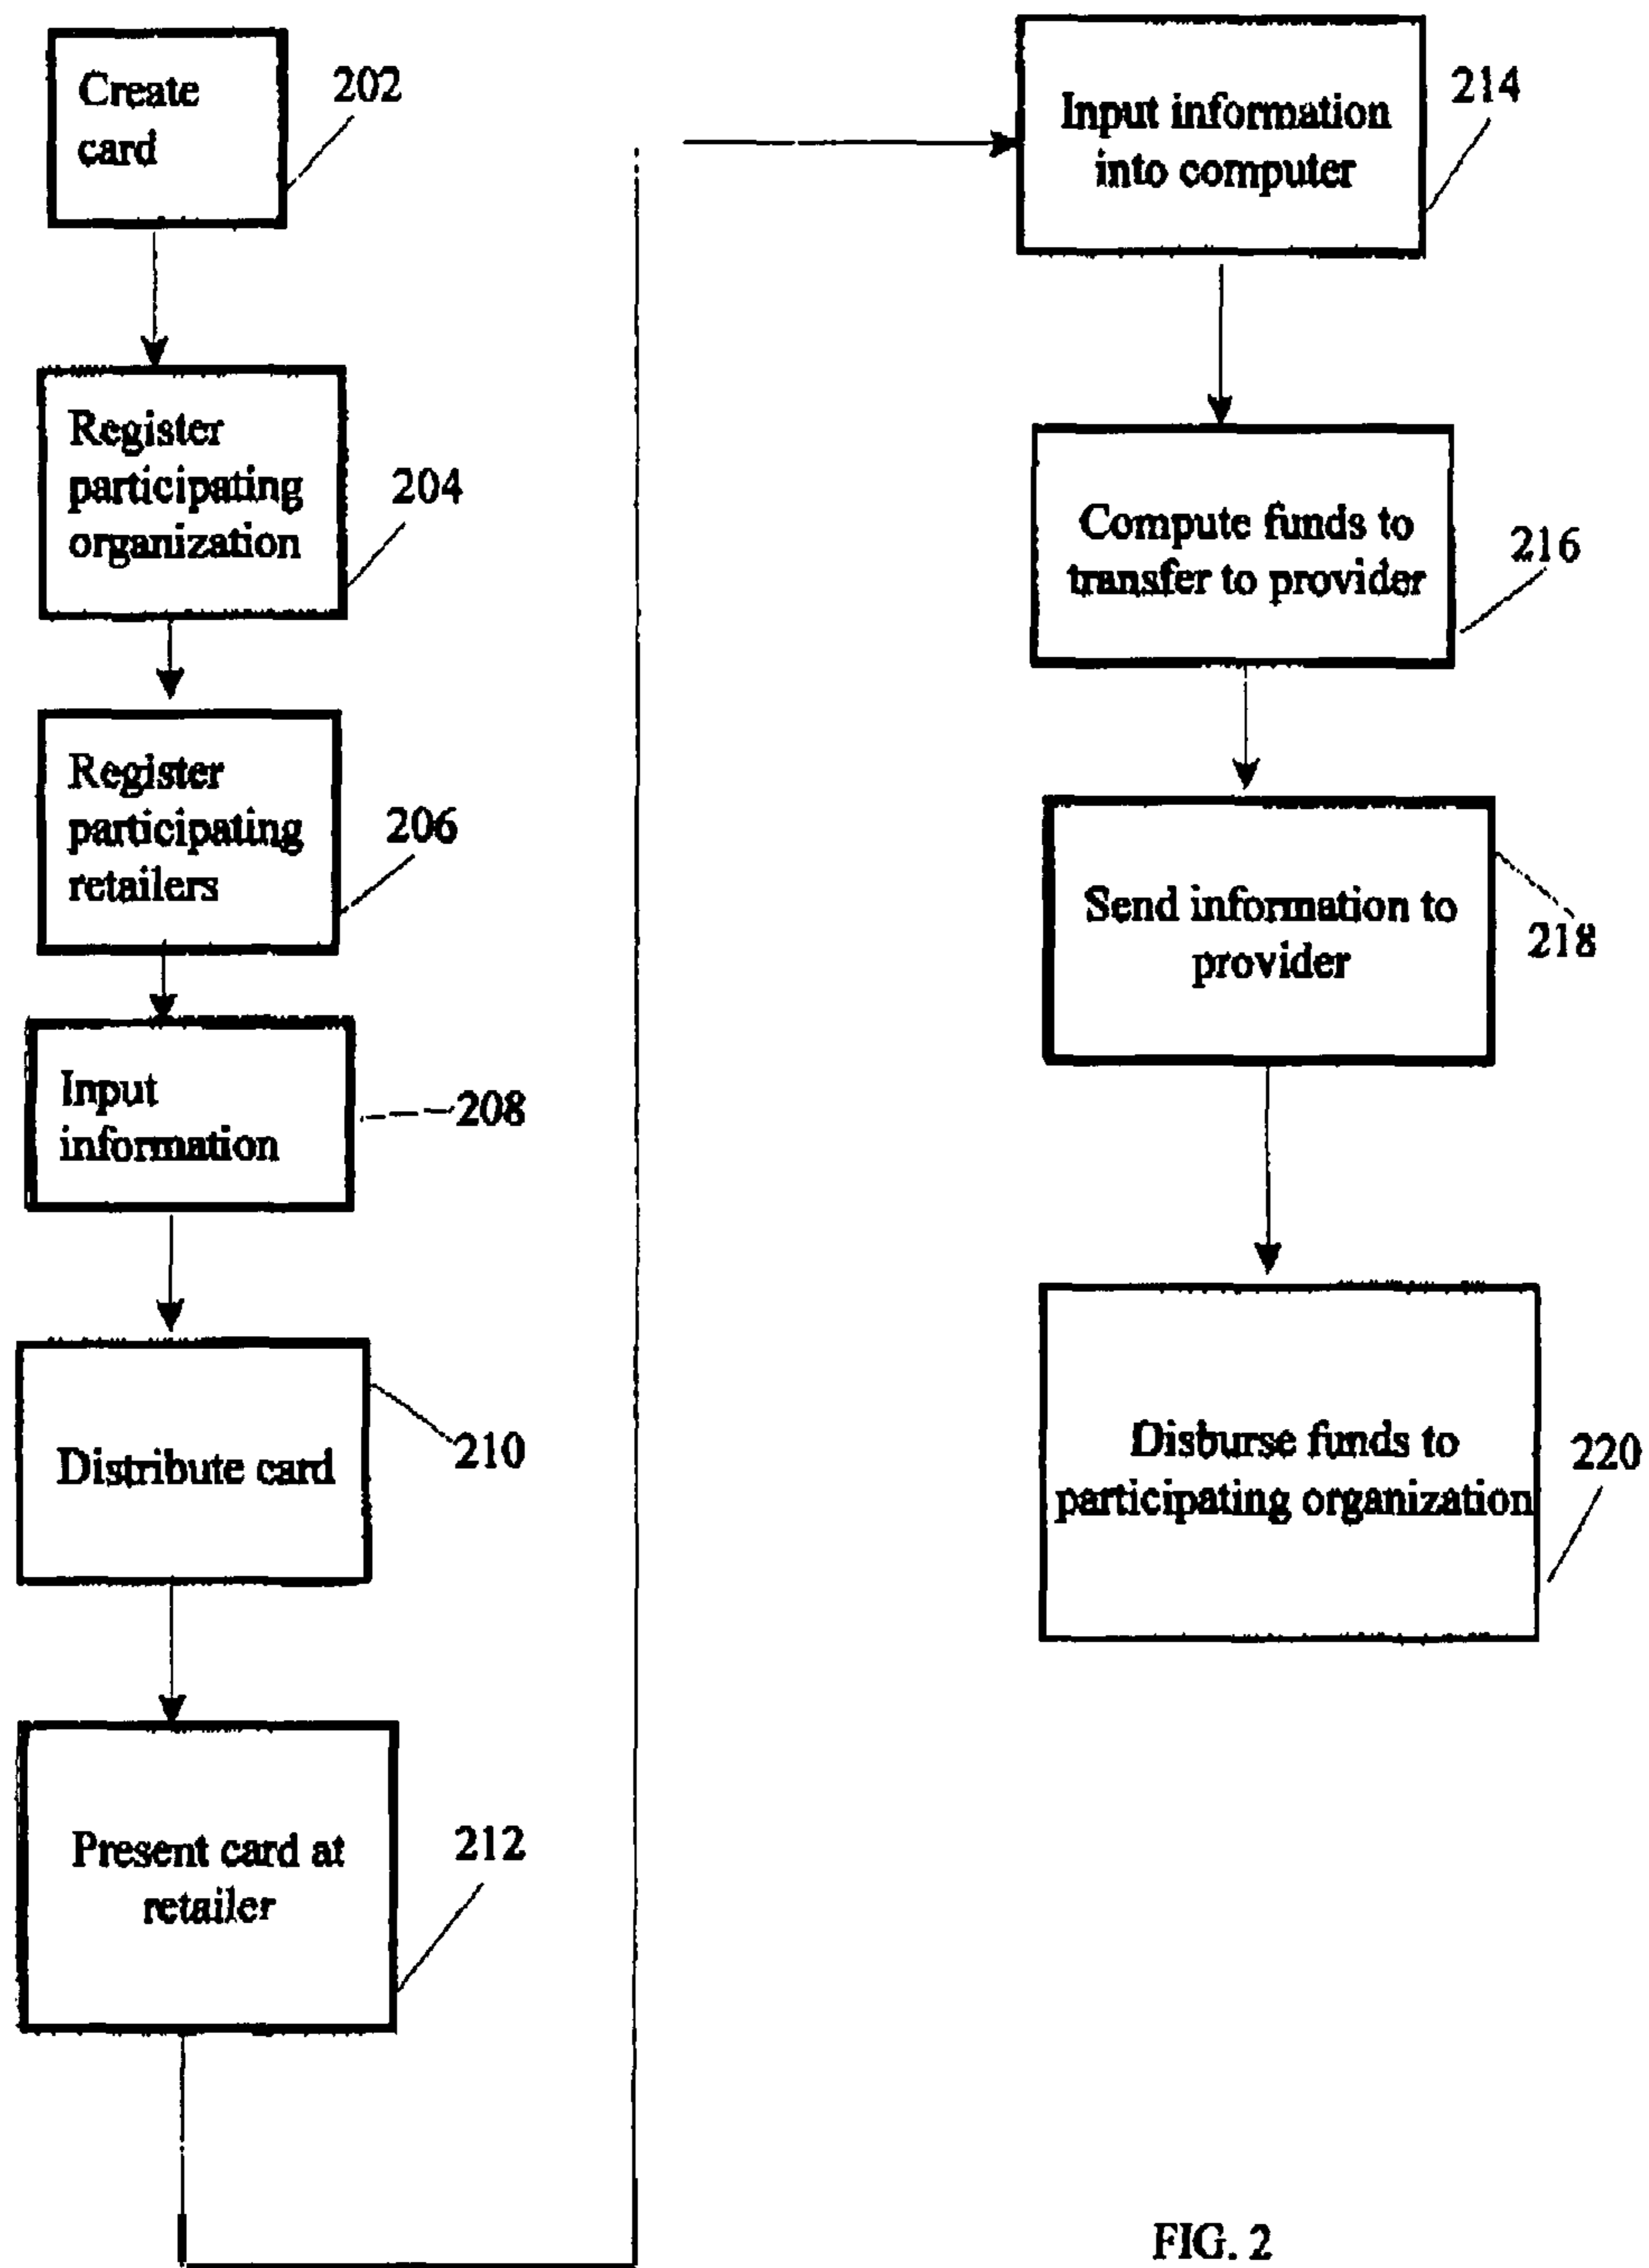 Create
card
202
Register
participating
organization
204
Register
participating
retailers
206
Input
information
208
Distribute card
210
Present card at
retailer
212
Input information
into computer
214
Compute funds to
transfer to provider
216
Send information to
provider
218
Disburse funds to
participating organization
220
FIG. 2